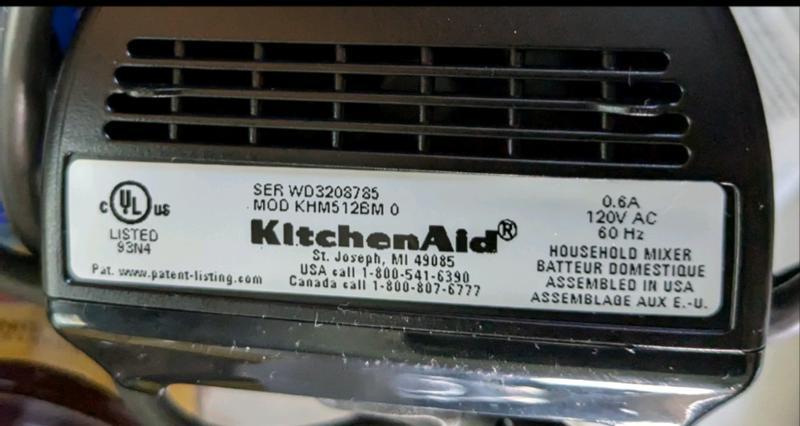 c UL US
LISTED
93N4
Pat. www.patent-listing.com
SER WD3208785
MOD KHM512BM 0
KitchenAid®
St. Joseph, MI 49085
USA call 1-800-541-6390
Canada call 1-800-807-6777
0.6A
120V AC
60 Hz
HOUSEHOLD MIXER
BATTEUR DOMESTIQUE
ASSEMBLED IN USA
ASSEMBLAGE AUX E.-U.